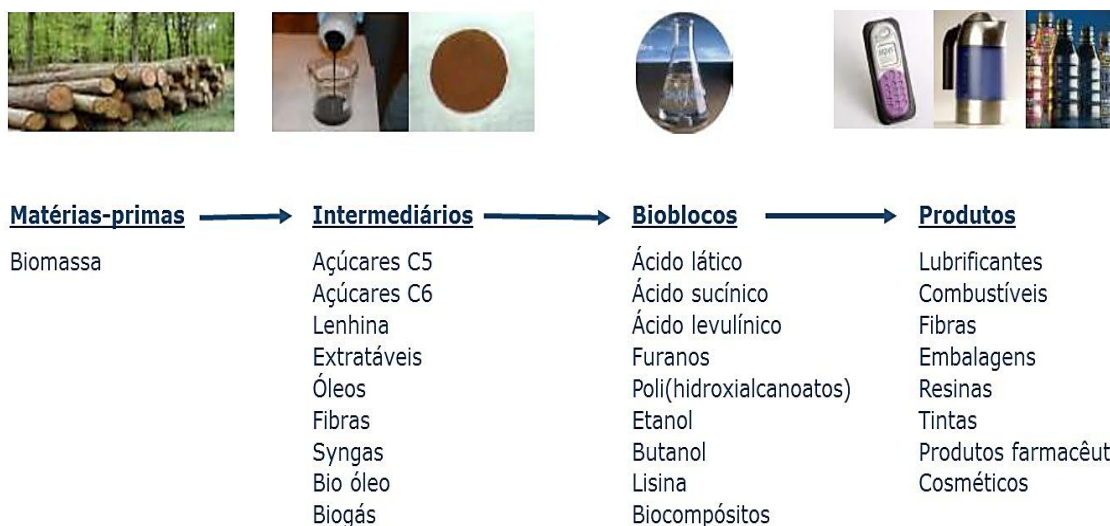 Matérias-primas
Biomassa
Intermediários
Açúcares C5
Açúcares C6
Lenhina
Extratáveis
Óleos
Fibras
Syngas
Bio óleo
Biogás
Bioblocos
Ácido lático
Ácido sucínico
Ácido levulínico
Furanos
Poli(hidroxialcanoatos)
Etanol
Butanol
Lisina
Biocompósitos
Produtos
Lubrificantes
Combustíveis
Fibras
Embalagens
Resinas
Tintas
Produtos farmacêut
Cosméticos